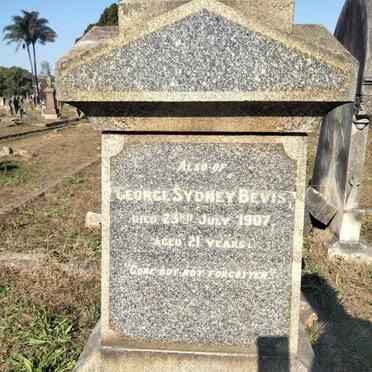 Also of
George Sydney Bevis
died 23rd July 1907.
aged 21 years.
"Gone but not forgotten".